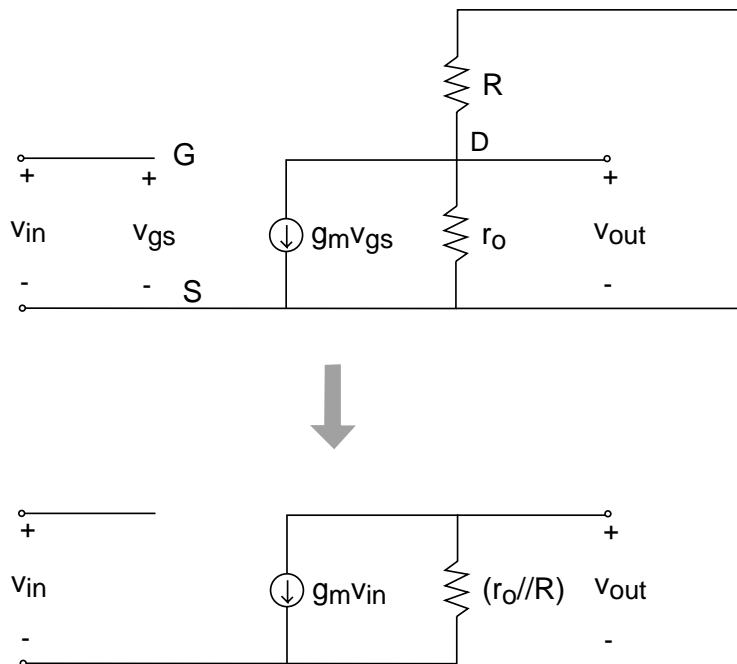 R
G
D
+ + +
vin vgs gmvgs ro vout
- - -
S
+ +
vin gmvin (ro//R) vout
- -